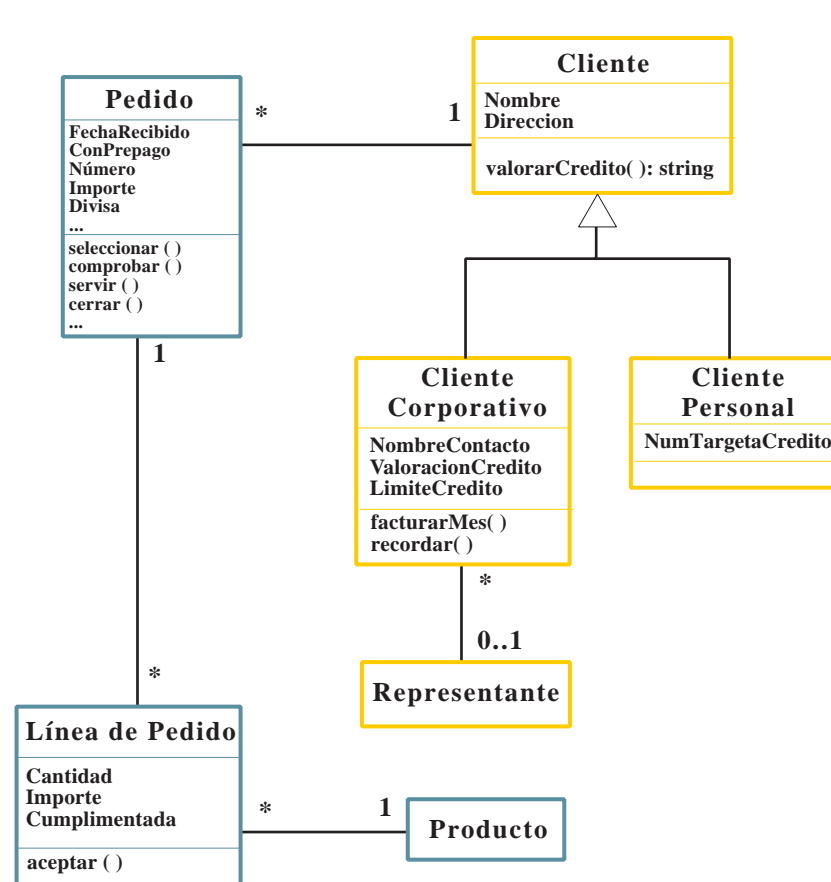 Pedido
FechaRecibido
ConPrepago
Número
Importe
Divisa
...
seleccionar ( )
comprobar ( )
servir ( )
cerrar ( )
...
*
1
Cliente
Nombre
Direccion
valorarCredito( ): string
Cliente
Corporativo
NombreContacto
ValoracionCredito
LimiteCredito
facturarMes( )
recordar( )
Cliente
Personal
NumTargetaCredito
*
0..1
Representante
1
*
Línea de Pedido
Cantidad
Importe
Cumplimentada
aceptar ( )
*
1
Producto